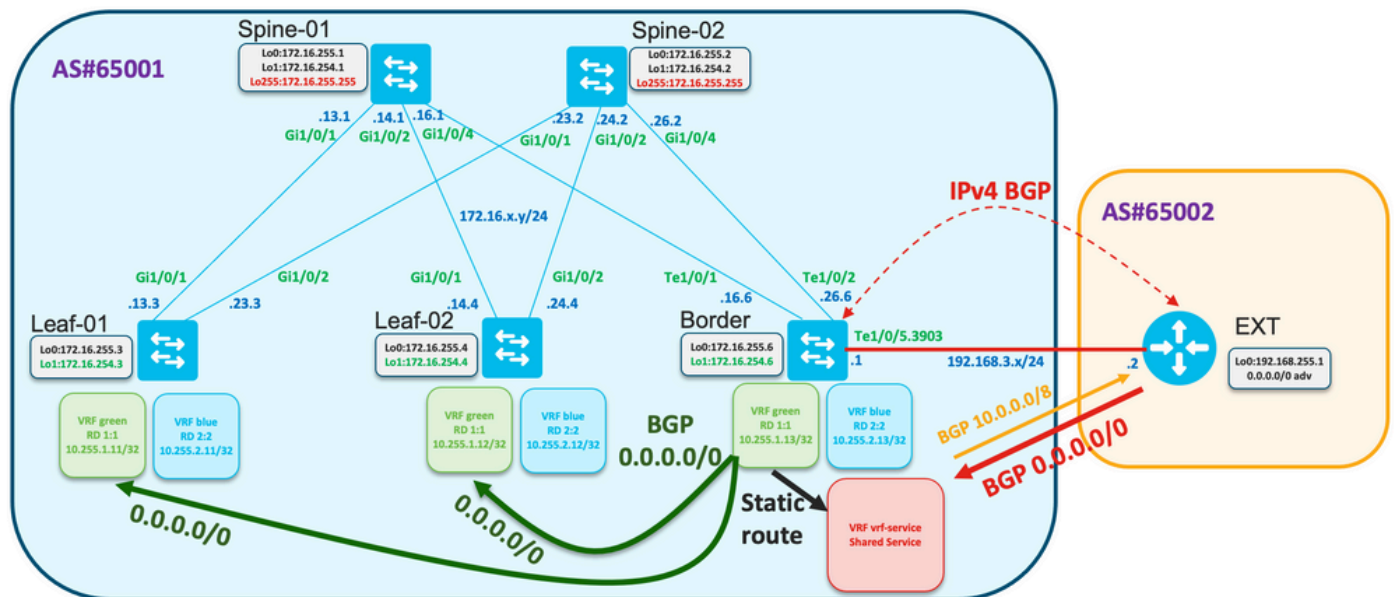 Spine-01
Spine-02
AS#65001
Lo0:172.16.255.1
Lo1:172.16.254.1
Lo255:172.16.255.255
Lo0:172.16.255.2
Lo1:172.16.254.2
Lo255:172.16.255.255
.13.1
.14.1
.16.1
Gi1/0/1
Gi1/0/2
Gi1/0/4
.23.2
.24.2
.26.2
Gi1/0/1
Gi1/0/2
Gi1/0/4
IPv4 BGP
AS#65002
172.16.x.y/24
Gi1/0/1
Gi1/0/2
Gi1/0/1
Gi1/0/2
Te1/0/1
Te1/0/2
.13.3
.23.3
.14.4
.24.4
.16.6
.26.6
Leaf-01
Lo0:172.16.255.3
Lo1:172.16.254.3
Leaf-02
Lo0:172.16.255.4
Lo1:172.16.254.4
Border
Lo0:172.16.255.6
Lo1:172.16.254.6
Te1/0/5.3903
.1
192.168.3.x/24
.2
EXT
Lo0:192.168.255.1
0.0.0.0/0 adv
VRF green
RD 1:1
10.255.1.11/32
VRF blue
RD 2:2
10.255.2.11/32
VRF green
RD 1:1
10.255.1.12/32
VRF blue
RD 2:2
10.255.2.12/32
BGP
0.0.0.0/0
VRF green
RD 1:1
10.255.1.13/32
VRF blue
RD 2:2
10.255.2.13/32
BGP 10.0.0.0/8
BGP 0.0.0.0/0
0.0.0.0/0
0.0.0.0/0
Static
route
VRF vrf-service
Shared Service